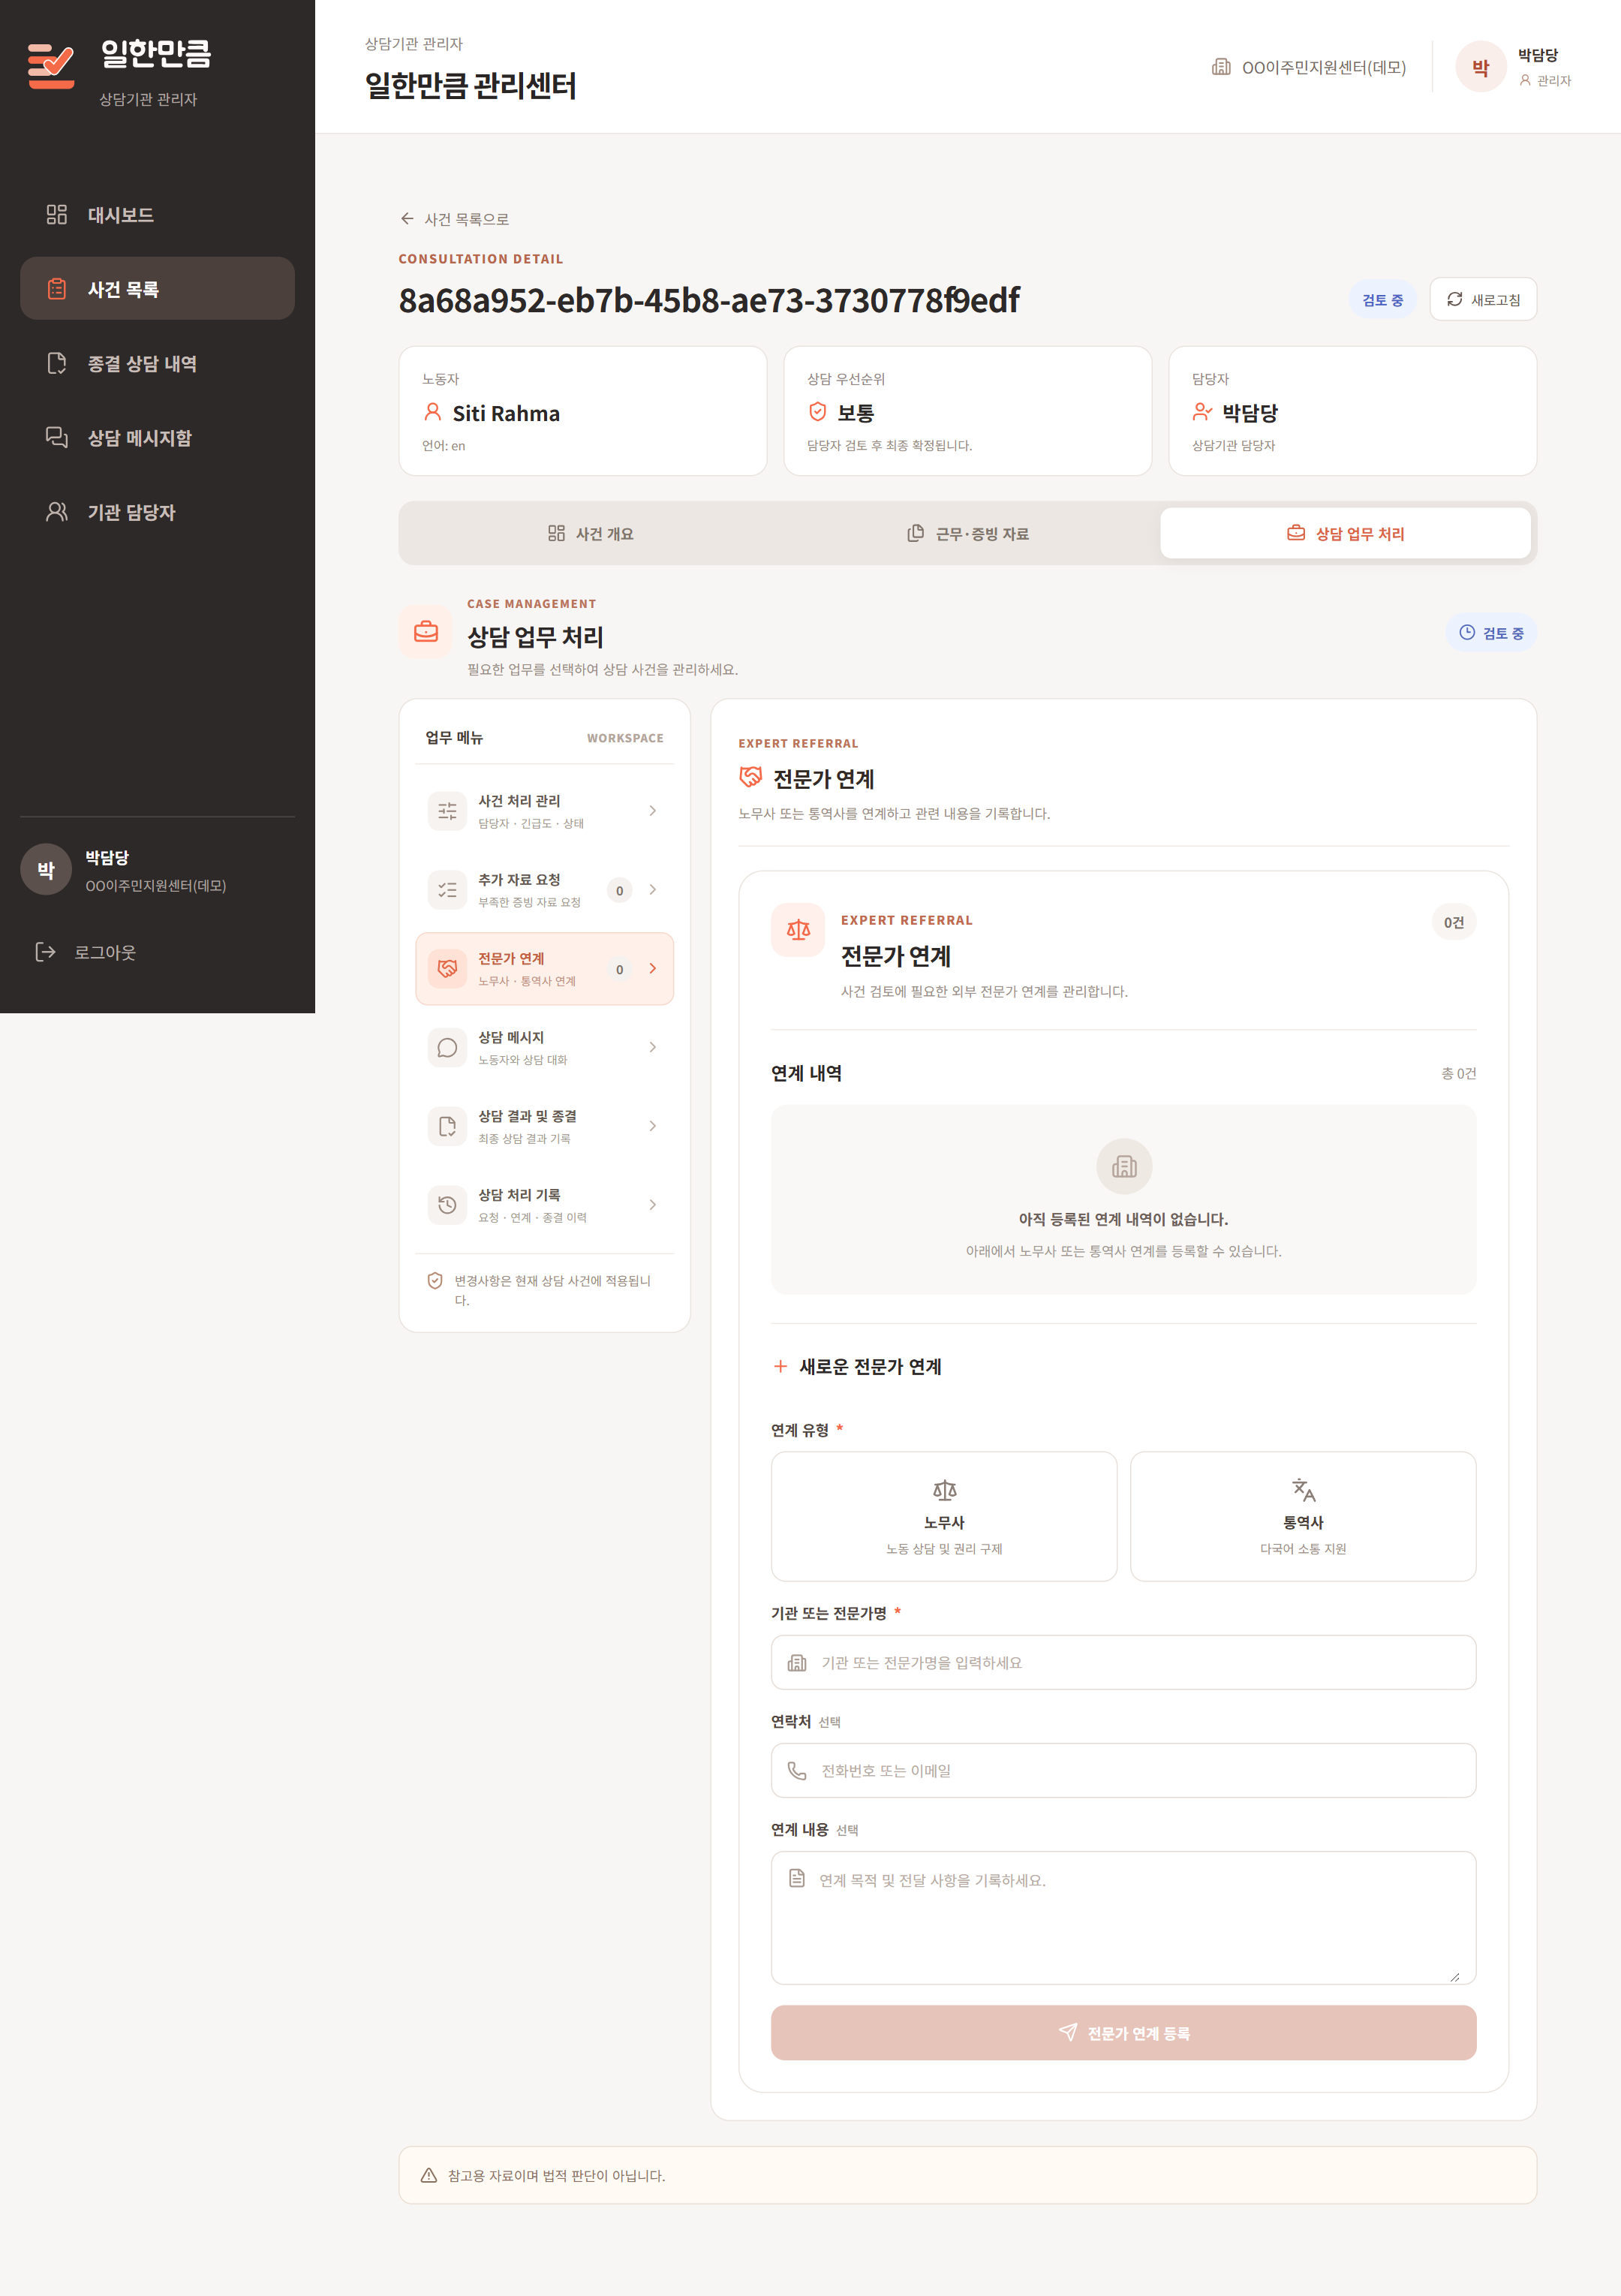 일한만큼
상담기관 관리자
대시보드
사건 목록
종결 상담 내역
상담 메시지함
기관 담당자
박
박담당
OO이주민지원센터(데모)
로그아웃
상담기관 관리자
일한만큼 관리센터
OO이주민지원센터(데모)
박
박담당
관리자
사건 목록으로
CONSULTATION DETAIL
8a68a952-eb7b-45b8-ae73-3730778f9edf
검토 중
새로고침
노동자
Siti Rahma
언어: en
상담 우선순위
보통
담당자 검토 후 최종 확정됩니다.
담당자
박담당
상담기관 담당자
사건 개요
근무·증빙 자료
상담 업무 처리
CASE MANAGEMENT
상담 업무 처리
필요한 업무를 선택하여 상담 사건을 관리하세요.
검토 중
업무 메뉴
WORKSPACE
사건 처리 관리
담당자 · 긴급도 · 상태
추가 자료 요청
부족한 증빙 자료 요청
0
전문가 연계
노무사 · 통역사 연계
0
상담 메시지
노동자와 상담 대화
상담 결과 및 종결
최종 상담 결과 기록
상담 처리 기록
요청 · 연계 · 종결 이력
변경사항은 현재 상담 사건에 적용됩니
다.
EXPERT REFERRAL
전문가 연계
노무사 또는 통역사를 연계하고 관련 내용을 기록합니다.
EXPERT REFERRAL
전문가 연계
사건 검토에 필요한 외부 전문가 연계를 관리합니다.
0건
연계 내역
총 0건
아직 등록된 연계 내역이 없습니다.
아래에서 노무사 또는 통역사 연계를 등록할 수 있습니다.
새로운 전문가 연계
연계 유형 *
노무사
노동 상담 및 권리 구제
통역사
다국어 소통 지원
기관 또는 전문가명 *
기관 또는 전문가명을 입력하세요
연락처 선택
전화번호 또는 이메일
연계 내용 선택
연계 목적 및 전달 사항을 기록하세요.
전문가 연계 등록
참고용 자료이며 법적 판단이 아닙니다.